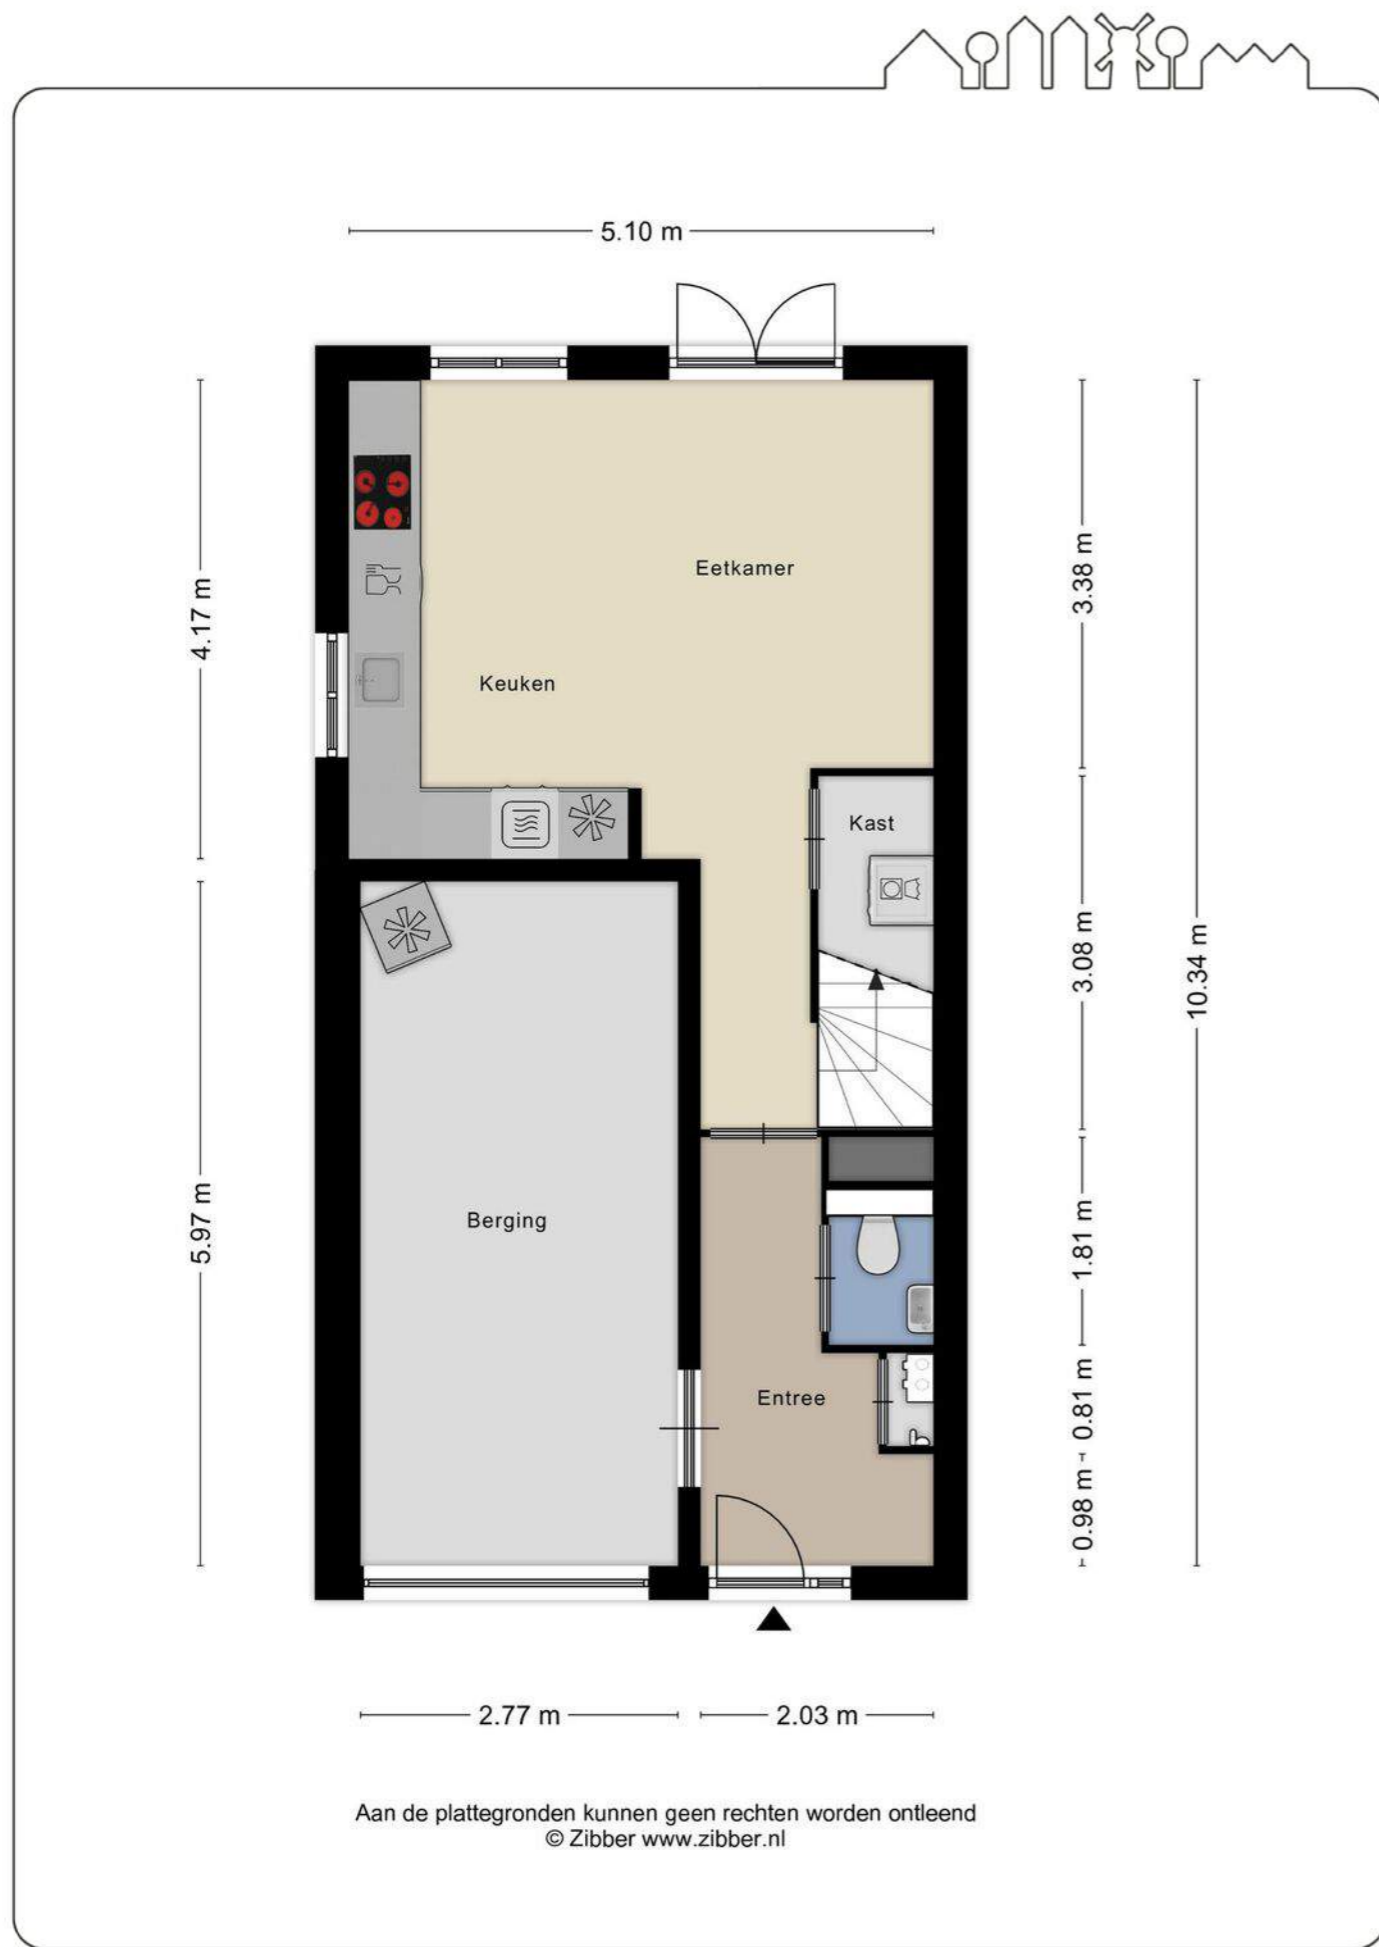 5.10 m
Eetkamer
4.17 m
3.38 m
Keuken
Kast
3.08 m
10.34 m
5.97 m
Berging
1.81 m
Entree
0.81 m
0.98 m
2.77 m
2.03 m
Aan de plattegronden kunnen geen rechten worden ontleend
© Zibber www.zibber.nl